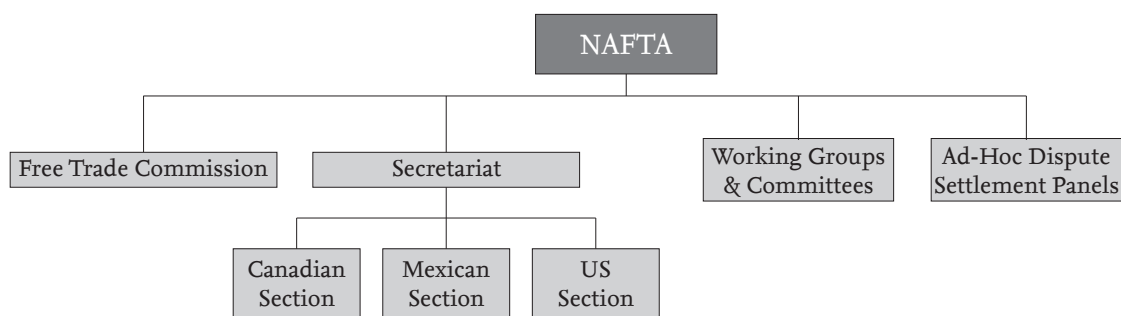 NAFTA
Free Trade Commission
Secretariat
Working Groups
& Committees
Ad-Hoc Dispute
Settlement Panels
Canadian
Section
Mexican
Section
US
Section